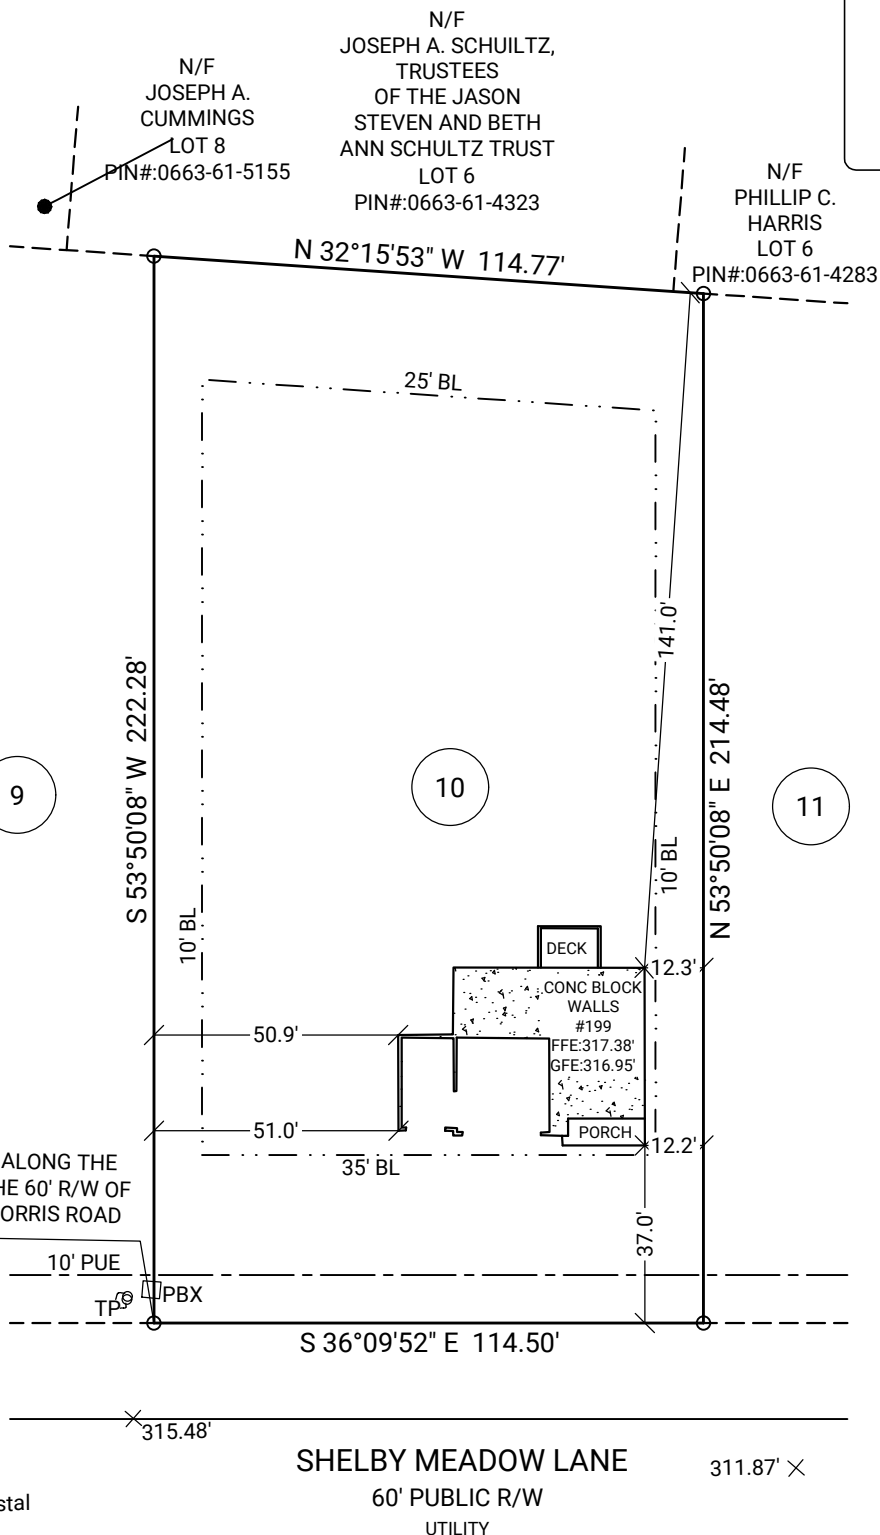 N/F
JOSEPH A. SCHUILTZ,
TRUSTEES
OF THE JASON
STEVEN AND BETH
ANN SCHULTZ TRUST
LOT 6
PIN#:0663-61-4323
N/F
JOSEPH A.
CUMMINGS
LOT 8
PIN#:0663-61-5155
N/F
PHILLIP C.
HARRIS
LOT 6
PIN#:0663-61-4283
N 32°15'53" W 114.77'
25' BL
141.0'
S 53°50'08" W 222.28'
N 53°50'08" E 214.48'
9
10
11
10' BL
10' BL
DECK
12.3'
CONC BLOCK
WALLS
#199
FFE:317.38'
GFE:316.95'
50.9'
51.0'
PORCH
12.2'
35' BL
ALONG THE
HE 60' R/W OF
ORRIS ROAD
37.0'
10' PUE
TP
PBX
S 36°09'52" E 114.50'
315.48'
SHELBY MEADOW LANE
311.87'
60' PUBLIC R/W
stal
UTILITY